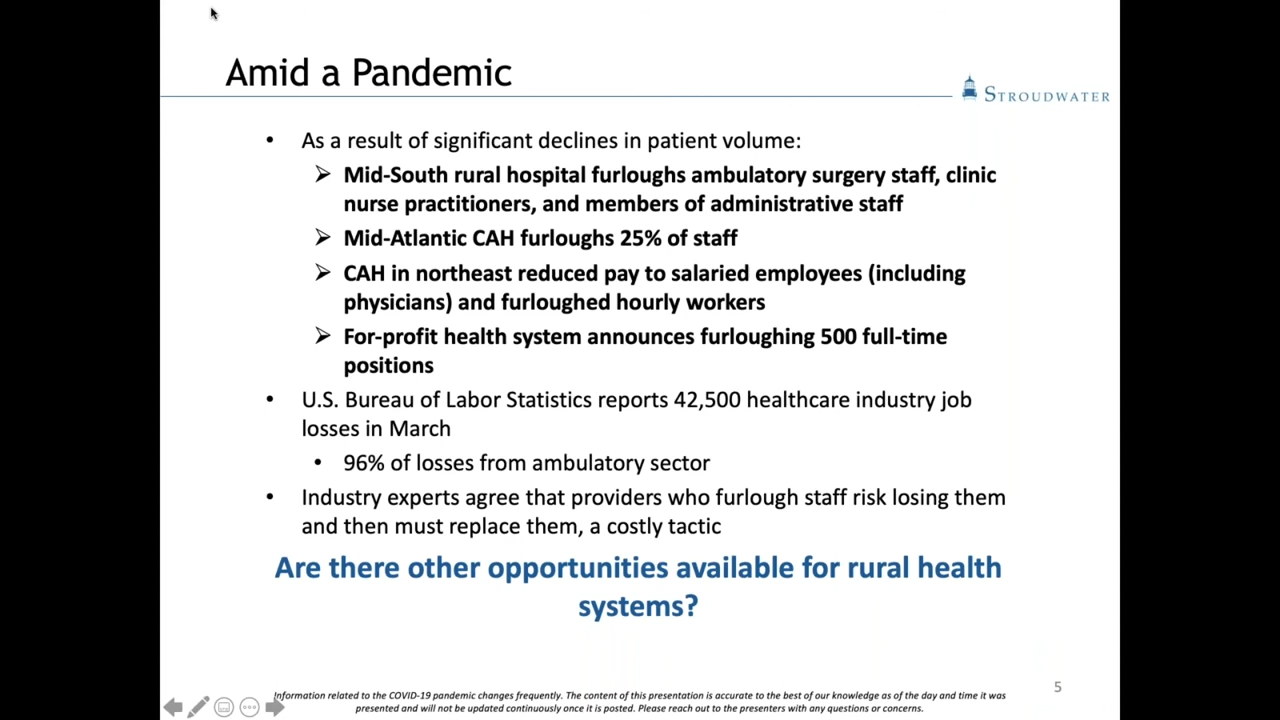 Amid a Pandemic
STROUDWATER
• As a result of significant declines in patient volume:
➢ Mid-South rural hospital furloughs ambulatory surgery staff, clinic
nurse practitioners, and members of administrative staff
➢ Mid-Atlantic CAH furloughs 25% of staff
➢ CAH in northeast reduced pay to salaried employees (including
physicians) and furloughed hourly workers
➢ For-profit health system announces furloughing 500 full-time
positions
• U.S. Bureau of Labor Statistics reports 42,500 healthcare industry job
losses in March
• 96% of losses from ambulatory sector
• Industry experts agree that providers who furlough staff risk losing them
and then must replace them, a costly tactic
Are there other opportunities available for rural health
systems?
5
Information related to the COVID-19 pandemic changes frequently. The content of this presentation is accurate to the best of our knowledge as of the day and time it was
presented and will not be updated continuously once it is posted. Please reach out to the presenters with any questions or concerns.